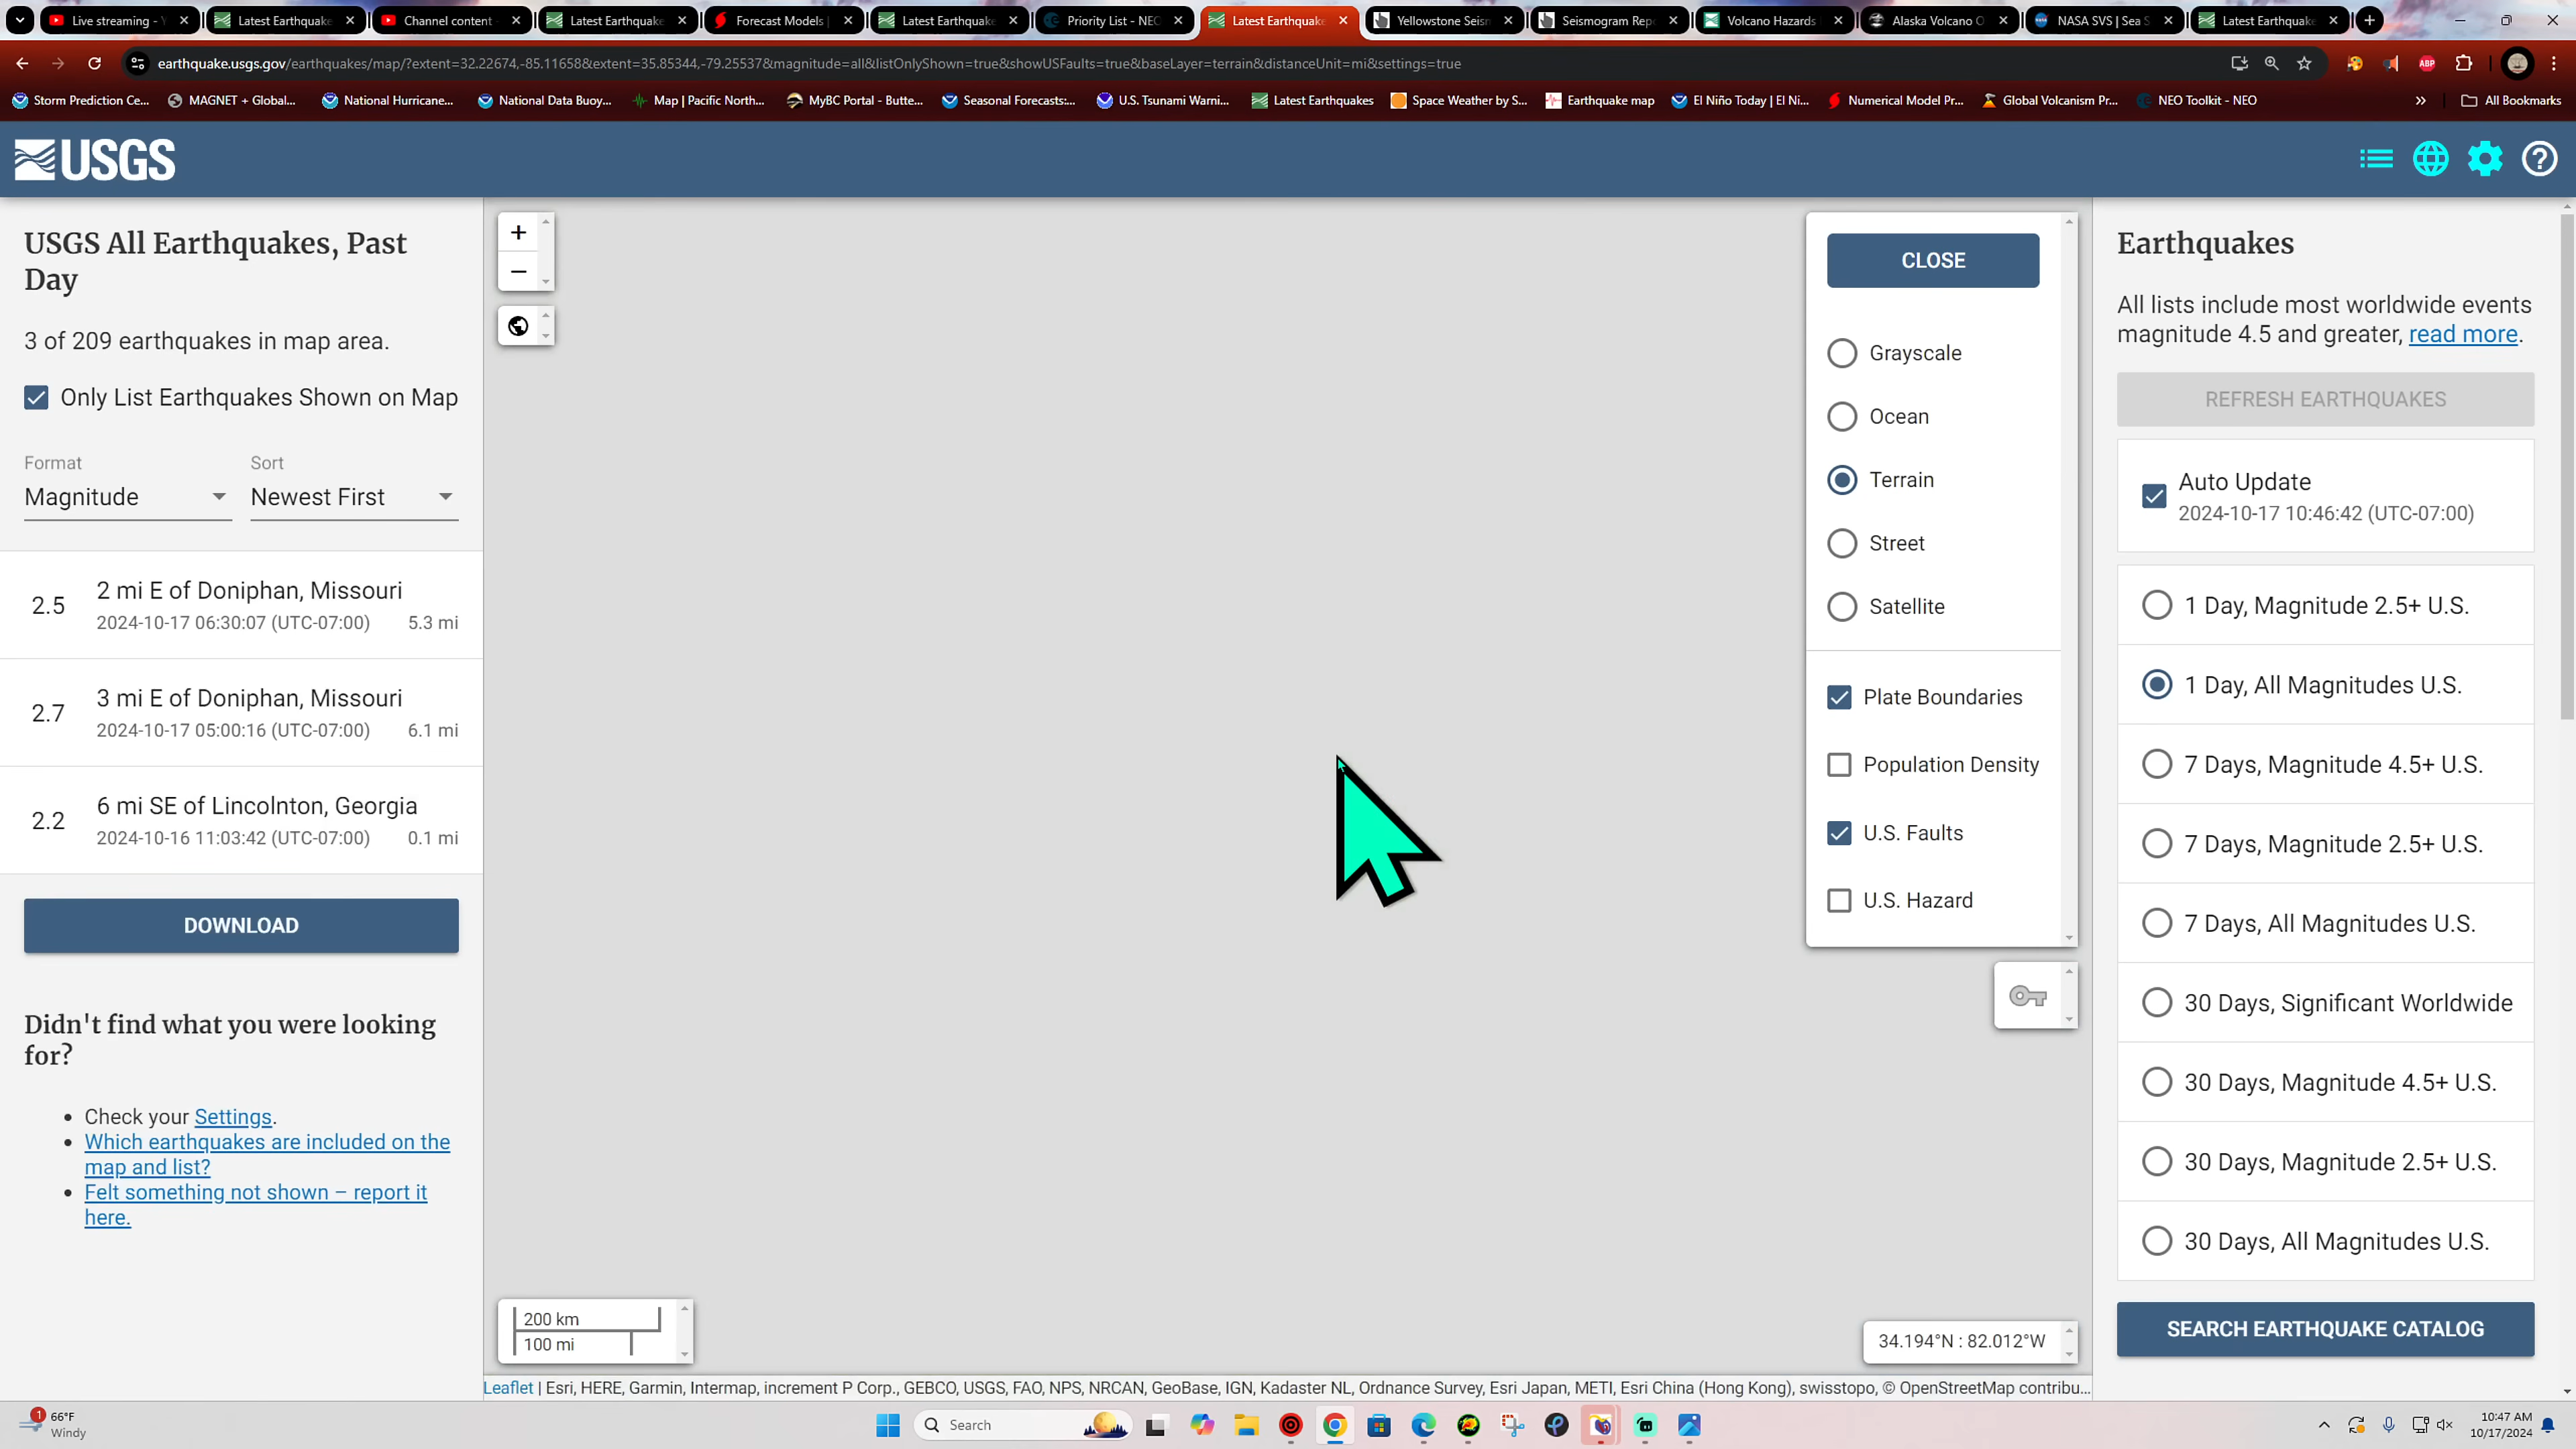 Live streaming - Y
Latest Earthquake
Channel content -
Latest Earthquake
Forecast Models |
Latest Earthquake
Priority List - NEO
Latest Earthquake
Yellowstone Seism
Seismogram Rep
Volcano Hazards
Alaska Volcano O
NASA SVS | Sea S
Latest Earthquake
earthquake.usgs.gov/earthquakes/map/?extent=32.22674,-85.11658&extent=35.85344,-79.25537&magnitude=all&listOnlyShown=true&showUSFaults=true&baseLayer=terrain&distanceUnit=mi&settings=true
ABP
Storm Prediction Ce...
MAGNET + Global...
National Hurricane...
National Data Buoy...
Map | Pacific North...
MyBC Portal - Butte...
Seasonal Forecasts:...
U.S. Tsunami Warni...
Latest Earthquakes
Space Weather by S...
Earthquake map
El Niño Today | El Ni...
Numerical Model Pr...
Global Volcanism Pr...
NEO Toolkit - NEO
All Bookmarks
USGS
USGS All Earthquakes, Past
Day
3 of 209 earthquakes in map area.
Only List Earthquakes Shown on Map
Format
Sort
Magnitude
Newest First
2.5
2 mi E of Doniphan, Missouri
2024-10-17 06:30:07 (UTC-07:00)
5.3 mi
2.7
3 mi E of Doniphan, Missouri
2024-10-17 05:00:16 (UTC-07:00)
6.1 mi
2.2
6 mi SE of Lincolnton, Georgia
2024-10-16 11:03:42 (UTC-07:00)
0.1 mi
DOWNLOAD
Didn't find what you were looking
for?
Check your Settings.
Which earthquakes are included on the
map and list?
Felt something not shown – report it
here.
+
−
200 km
100 mi
CLOSE
Grayscale
Ocean
Terrain
Street
Satellite
Plate Boundaries
Population Density
U.S. Faults
U.S. Hazard
34.194°N : 82.012°W
Leaflet | Esri, HERE, Garmin, Intermap, increment P Corp., GEBCO, USGS, FAO, NPS, NRCAN, GeoBase, IGN, Kadaster NL, Ordnance Survey, Esri Japan, METI, Esri China (Hong Kong), swisstopo, © OpenStreetMap contribu...
Earthquakes
All lists include most worldwide events
magnitude 4.5 and greater, read more.
REFRESH EARTHQUAKES
Auto Update
2024-10-17 10:46:42 (UTC-07:00)
1 Day, Magnitude 2.5+ U.S.
1 Day, All Magnitudes U.S.
7 Days, Magnitude 4.5+ U.S.
7 Days, Magnitude 2.5+ U.S.
7 Days, All Magnitudes U.S.
30 Days, Significant Worldwide
30 Days, Magnitude 4.5+ U.S.
30 Days, Magnitude 2.5+ U.S.
30 Days, All Magnitudes U.S.
SEARCH EARTHQUAKE CATALOG
1
66°F
Windy
Search
10:47 AM
10/17/2024